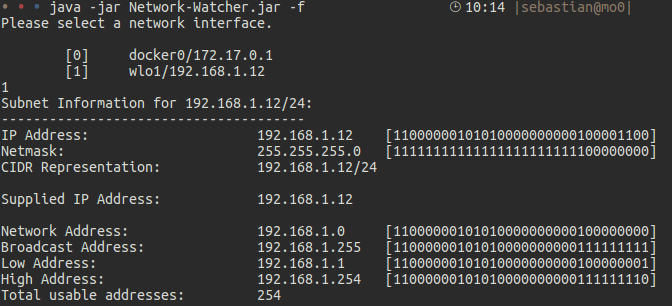 • • • java -jar Network-Watcher.jar -f 10:14 |sebastian@mo0|
Please select a network interface.
[0] docker0/172.17.0.1
[1] wlo1/192.168.1.12
1
Subnet Information for 192.168.1.12/24:
--------------------------------------
IP Address: 192.168.1.12 [11000000101010000000000100001100]
Netmask: 255.255.255.0 [11111111111111111111111100000000]
CIDR Representation: 192.168.1.12/24
Supplied IP Address: 192.168.1.12
Network Address: 192.168.1.0 [11000000101010000000000100000000]
Broadcast Address: 192.168.1.255 [11000000101010000000000111111111]
Low Address: 192.168.1.1 [11000000101010000000000100000001]
High Address: 192.168.1.254 [11000000101010000000000111111110]
Total usable addresses: 254